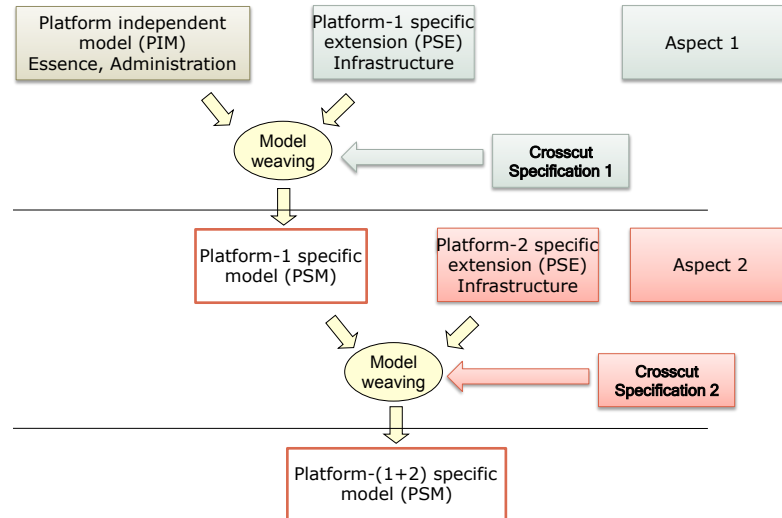 Platform independent
model (PIM)
Essence, Administration
Platform-1 specific
extension (PSE)
Infrastructure
Aspect 1
Model
weaving
Crosscut
Specification 1
Platform-1 specific
model (PSM)
Platform-2 specific
extension (PSE)
Infrastructure
Aspect 2
Model
weaving
Crosscut
Specification 2
Platform-(1+2) specific
model (PSM)